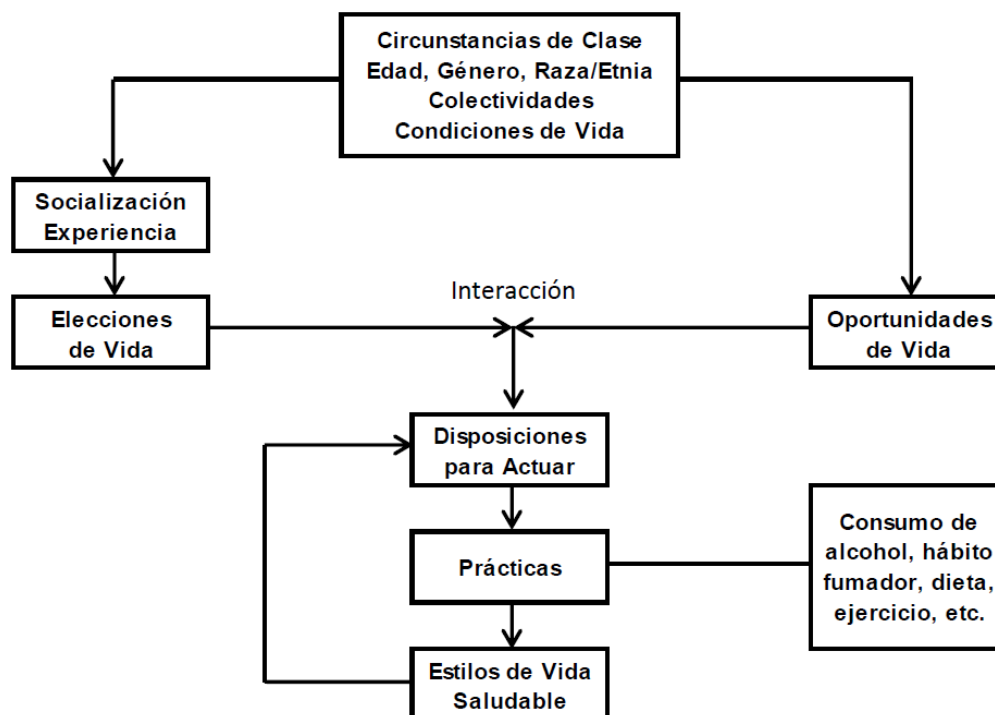 Circunstancias de Clase
Edad, Género, Raza/Etnia
Colectividades
Condiciones de Vida
Socialización
Experiencia
Interacción
Elecciones
de Vida
Oportunidades
de Vida
Disposiciones
para Actuar
Prácticas
Consumo de
alcohol, hábito
fumador, dieta,
ejercicio, etc.
Estilos de Vida
Saludable